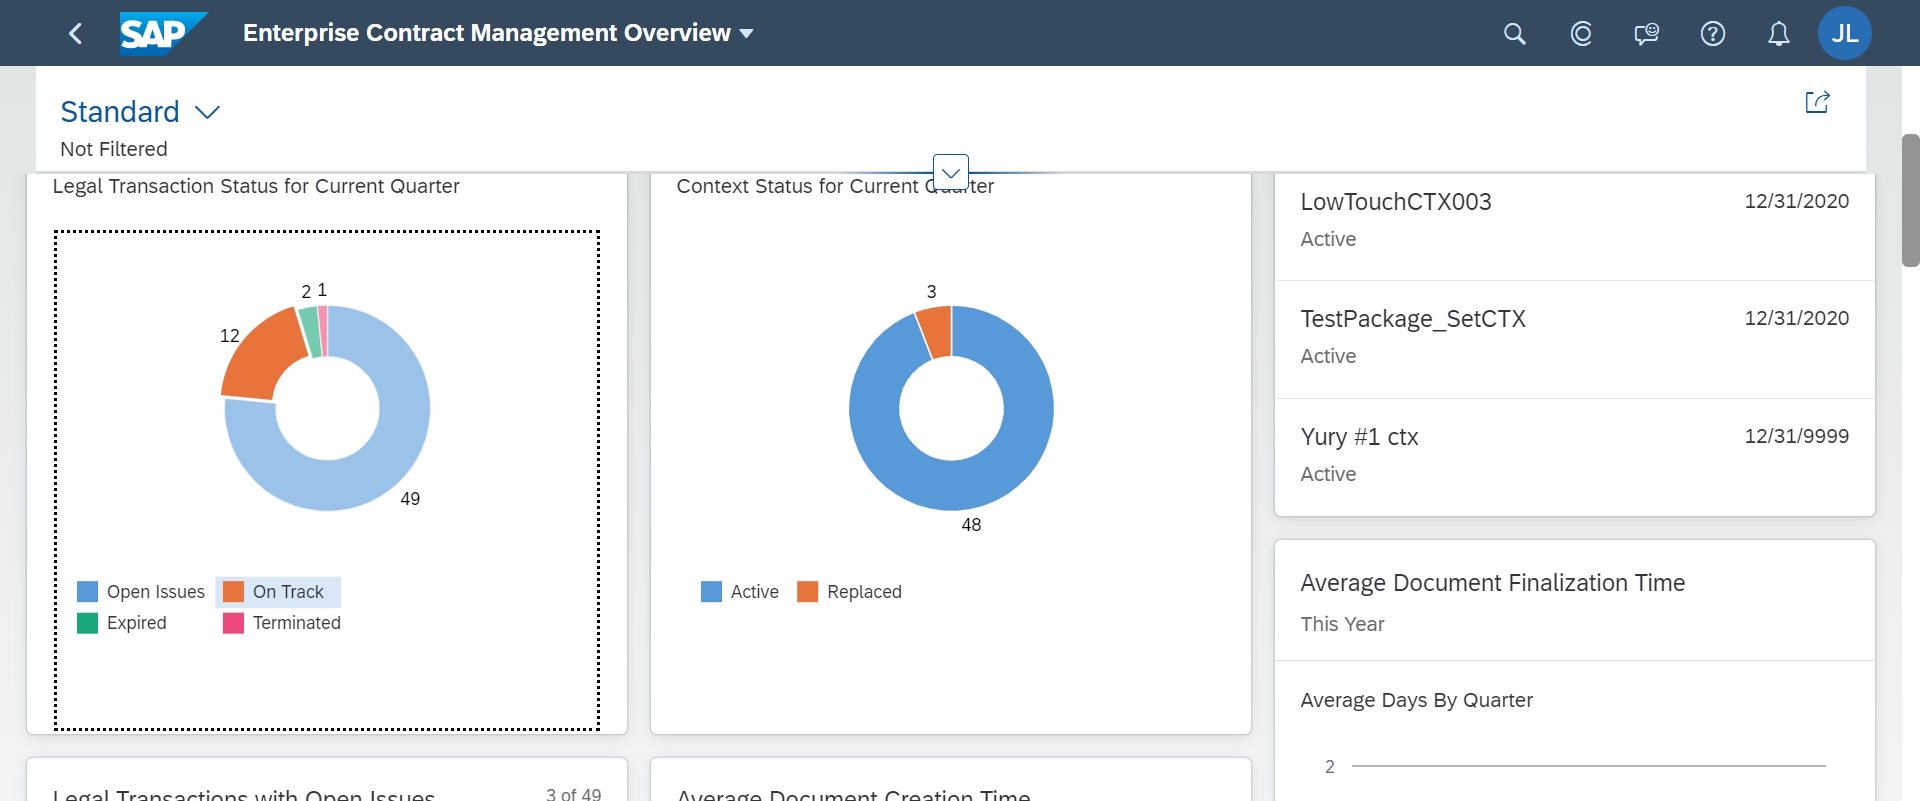 SAP
Enterprise Contract Management Overview
JL
Standard
Not Filtered
Legal Transaction Status for Current Quarter
2 1
12
49
Open Issues
On Track
Expired
Terminated
Context Status for Current Quarter
3
48
Active
Replaced
LowTouchCTX003
12/31/2020
Active
TestPackage_SetCTX
12/31/2020
Active
Yury #1 ctx
12/31/9999
Active
Average Document Finalization Time
This Year
Average Days By Quarter
2
Legal Transactions with Open Issues
3 of 49
Average Document Creation Time